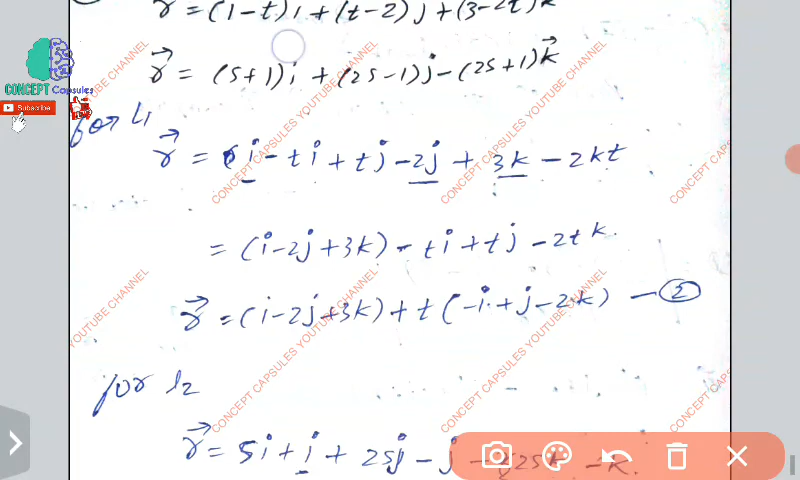 r = (1-t)i + (t-2)j + (3-2t)k
CONCEPT Capsules
Subscribe
r = (s+1)i + (2s-1)j - (2s+1)k
for L1
r = (i - ti + tj - 2j + 3k - 2kt
= (i-2j+3k) - ti + tj - 2tk.
r = (i-2j+3k) + t(-i+j-2k) — ②
for l2
r = si + i + 2sj - j - 2sk - k.
CONCEPT CAPSULES YOUTUBE CHANNEL